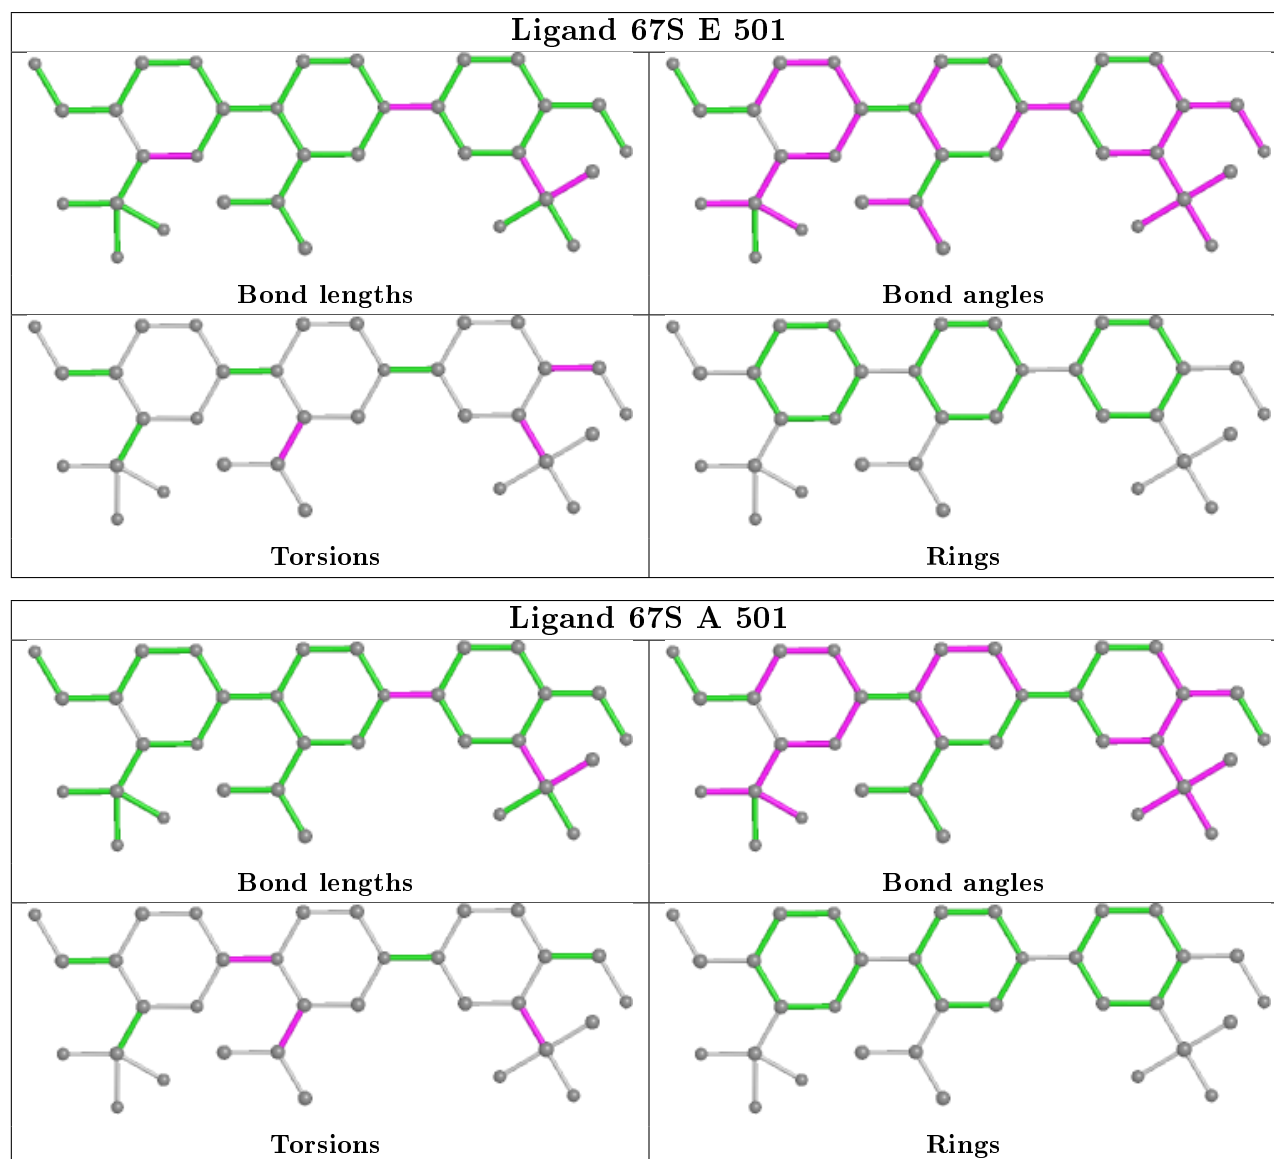 Ligand 67S E 501
Bond lengths
Bond angles
Torsions
Rings
Ligand 67S A 501
Bond lengths
Bond angles
Torsions
Rings